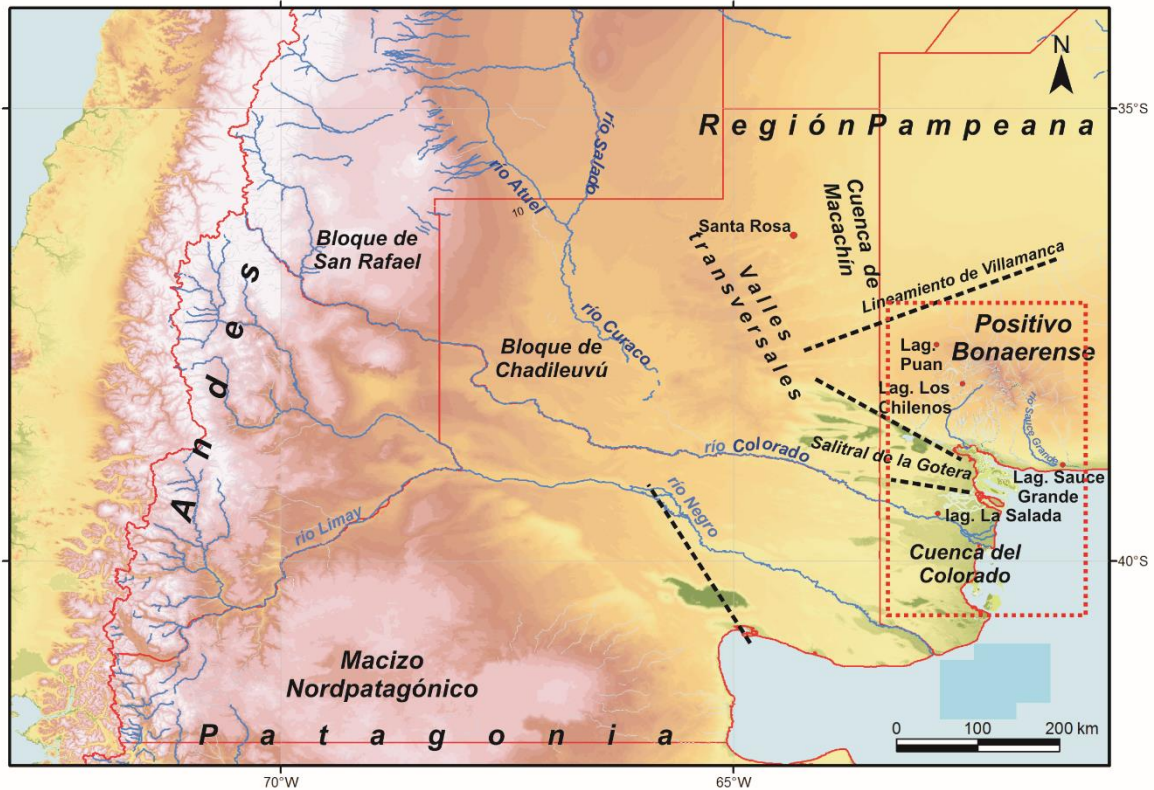 N
35°S
Región Pampeana
río Salado
río Atuel
10
Cuenca de
Macachín
Santa Rosa
Bloque de
San Rafael
Valles
transversales
Lineamiento de Villamanca
Andes
Positivo
Bonaerense
río Curaco
Bloque de
Chadileuvú
Lag.
Puan
Lag. Los
Chilenos
río Sauce Grande
río Colorado
Salitral de la Gotera
Lag. Sauce
Grande
río Negro
lag. La Salada
río Limay
Cuenca del
Colorado
40°S
Macizo
Nordpatagónico
Patagonia
0 100 200 km
70°W
65°W